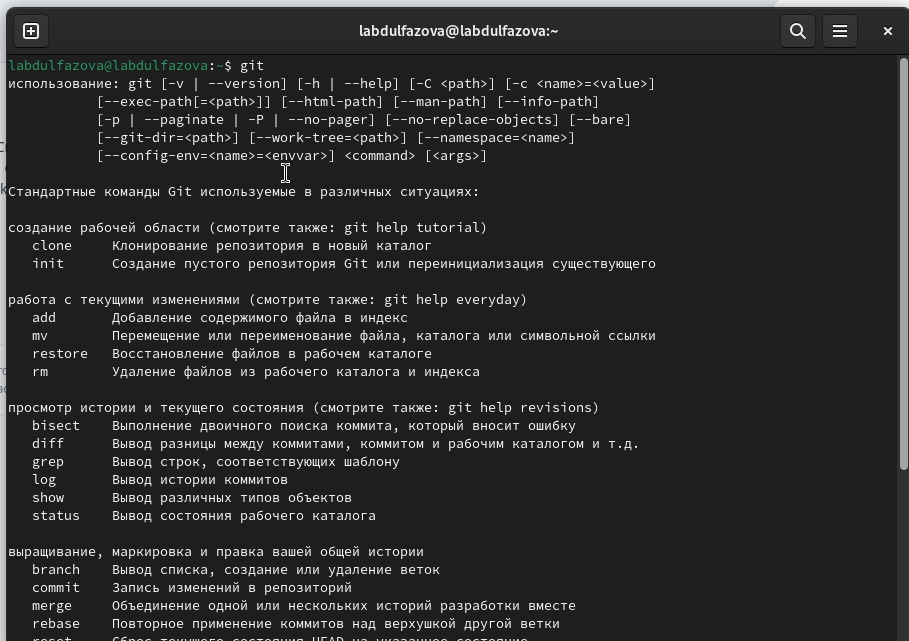 labdulfazova@labdulfazova:~
labdulfazova@labdulfazova:~$ git
использование: git [-v | --version] [-h | --help] [-C <path>] [-c <name>=<value>]
[--exec-path[=<path>]] [--html-path] [--man-path] [--info-path]
[-p | --paginate | -P | --no-pager] [--no-replace-objects] [--bare]
[--git-dir=<path>] [--work-tree=<path>] [--namespace=<name>]
[--config-env=<name>=<envvar>] <command> [<args>]
Стандартные команды Git используемые в различных ситуациях:
создание рабочей области (смотрите также: git help tutorial)
clone Клонирование репозитория в новый каталог
init Создание пустого репозитория Git или переинициализация существующего
работа с текущими изменениями (смотрите также: git help everyday)
add Добавление содержимого файла в индекс
mv Перемещение или переименование файла, каталога или символьной ссылки
restore Восстановление файлов в рабочем каталоге
rm Удаление файлов из рабочего каталога и индекса
просмотр истории и текущего состояния (смотрите также: git help revisions)
bisect Выполнение двоичного поиска коммита, который вносит ошибку
diff Вывод разницы между коммитами, коммитом и рабочим каталогом и т.д.
grep Вывод строк, соответствующих шаблону
log Вывод истории коммитов
show Вывод различных типов объектов
status Вывод состояния рабочего каталога
выращивание, маркировка и правка вашей общей истории
branch Вывод списка, создание или удаление веток
commit Запись изменений в репозиторий
merge Объединение одной или нескольких историй разработки вместе
rebase Повторное применение коммитов над верхушкой другой ветки
reset Сброс текущего состояния HEAD на указанное состояние